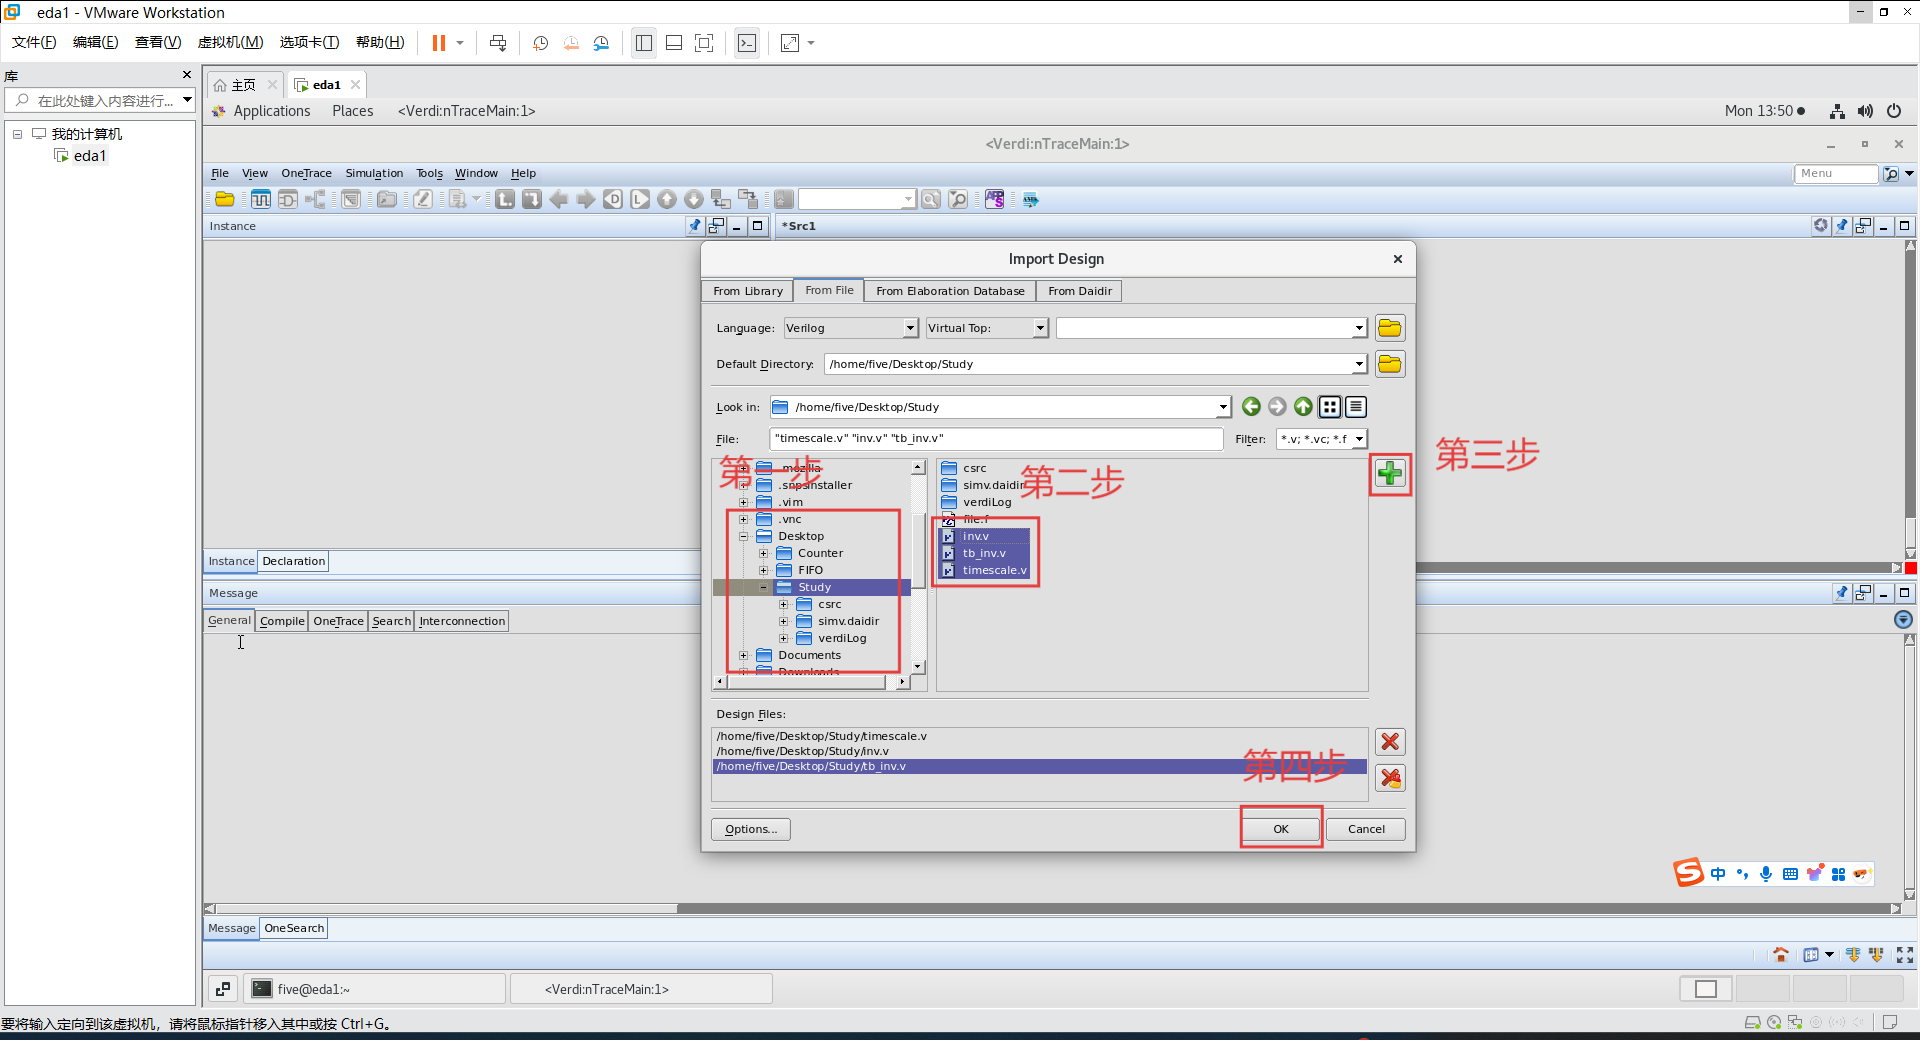 eda1 - VMware Workstation
文件(F) 编辑(E) 查看(V) 虚拟机(M) 选项卡(T) 帮助(H)
库
在此处键入内容进行...
我的计算机
eda1
主页 eda1
Applications Places <Verdi:nTraceMain:1> Mon 13:50
<Verdi:nTraceMain:1>
File View OneTrace Simulation Tools Window Help Menu
Instance *Src1
Import Design
From Library From File From Elaboration Database From Daidir
Language: Verilog Virtual Top:
Default Directory: /home/five/Desktop/Study
Look in: /home/five/Desktop/Study
File: "timescale.v" "inv.v" "tb_inv.v" Filter: *.v; *.vc; *.f
第一步
第二步
第三步
.mozilla
.snpsinstaller
.vim
.vnc
Desktop
Counter
FIFO
Study
csrc
simv.daidir
verdiLog
Documents
Downloads
csrc
simv.daidir
verdiLog
file.f
inv.v
tb_inv.v
timescale.v
Design Files:
/home/five/Desktop/Study/timescale.v
/home/five/Desktop/Study/inv.v
/home/five/Desktop/Study/tb_inv.v
第四步
Options... OK Cancel
Instance Declaration
Message
General Compile OneTrace Search Interconnection
中
Message OneSearch
five@eda1:~ <Verdi:nTraceMain:1>
要将输入定向到该虚拟机，请将鼠标指针移入其中或按 Ctrl+G。